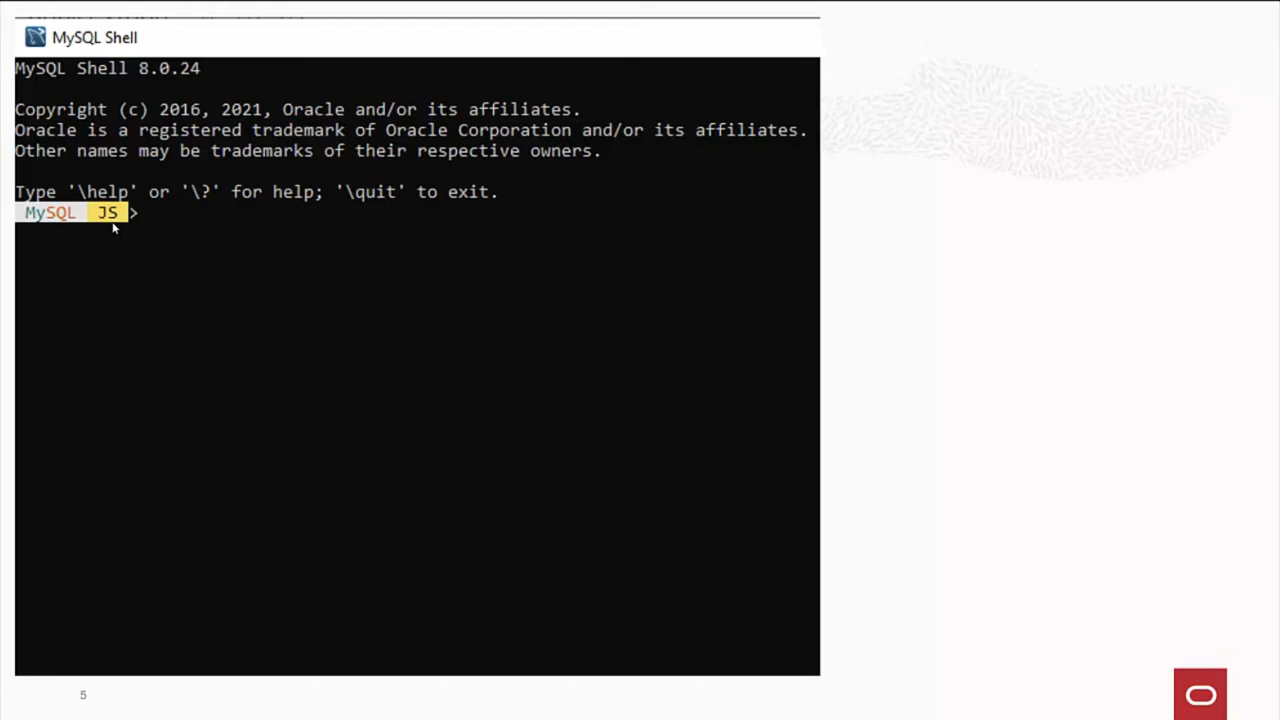 MySQL Shell
MySQL Shell 8.0.24
Copyright (c) 2016, 2021, Oracle and/or its affiliates.
Oracle is a registered trademark of Oracle Corporation and/or its affiliates.
Other names may be trademarks of their respective owners.
Type '\help' or '\?' for help; '\quit' to exit.
MySQL JS >
5